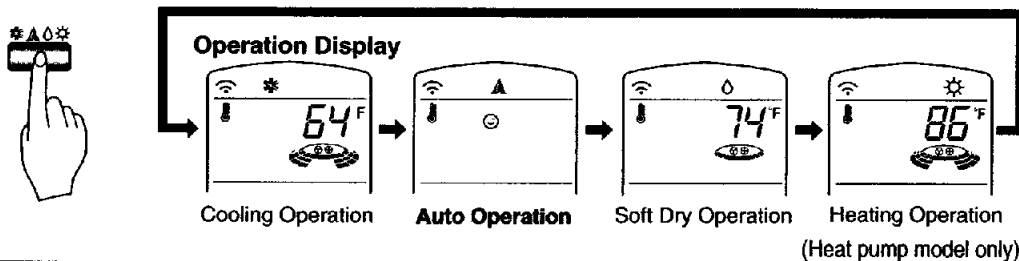 Operation Display
64°F
74°F
86°F
Cooling Operation
Auto Operation
Soft Dry Operation
Heating Operation
(Heat pump model only)